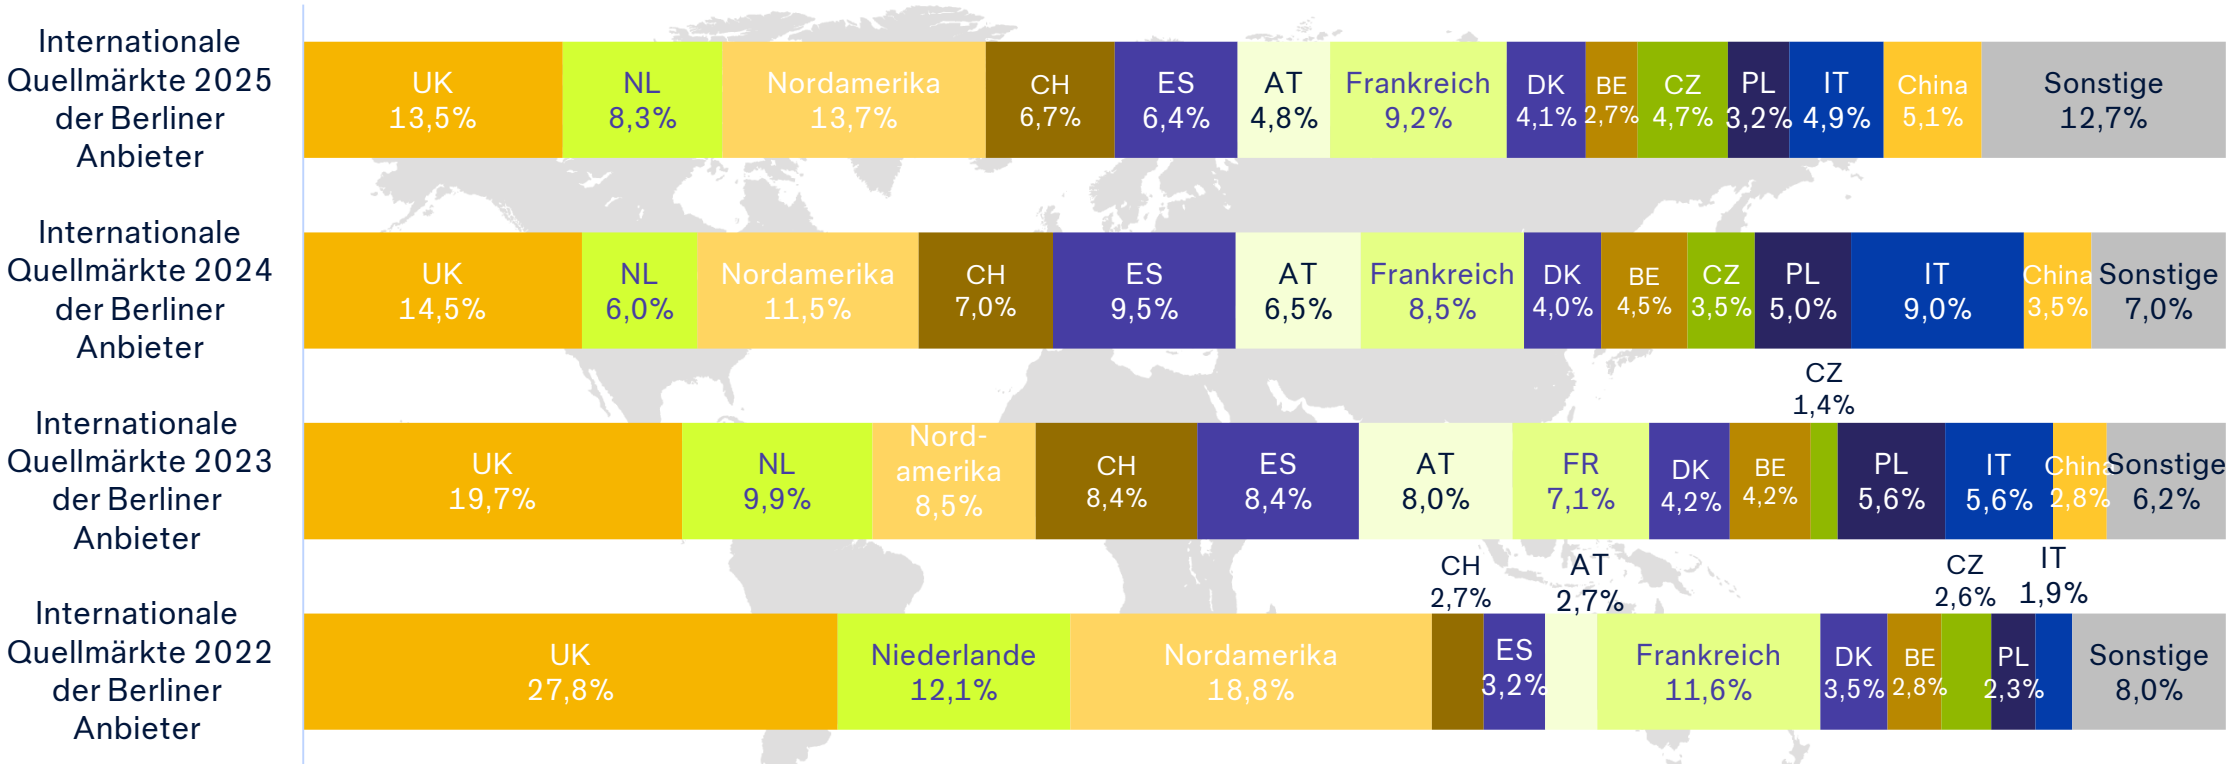 Internationale
Quellmärkte 2025
der Berliner
Anbieter
UK
13,5%
NL
8,3%
Nordamerika
13,7%
CH
6,7%
ES
6,4%
AT
4,8%
Frankreich
9,2%
DK
4,1%
BE
2,7%
CZ
4,7%
PL
3,2%
IT
4,9%
China
5,1%
Sonstige
12,7%
Internationale
Quellmärkte 2024
der Berliner
Anbieter
UK
14,5%
NL
6,0%
Nordamerika
11,5%
CH
7,0%
ES
9,5%
AT
6,5%
Frankreich
8,5%
DK
4,0%
BE
4,5%
CZ
3,5%
PL
5,0%
IT
9,0%
China
3,5%
Sonstige
7,0%
Internationale
Quellmärkte 2023
der Berliner
Anbieter
UK
19,7%
NL
9,9%
Nord-
amerika
8,5%
CH
8,4%
ES
8,4%
AT
8,0%
FR
7,1%
DK
4,2%
BE
4,2%
CZ
1,4%
PL
5,6%
IT
5,6%
China
2,8%
Sonstige
6,2%
Internationale
Quellmärkte 2022
der Berliner
Anbieter
UK
27,8%
Niederlande
12,1%
Nordamerika
18,8%
CH
2,7%
ES
3,2%
AT
2,7%
Frankreich
11,6%
DK
3,5%
BE
2,8%
CZ
2,6%
PL
2,3%
IT
1,9%
Sonstige
8,0%